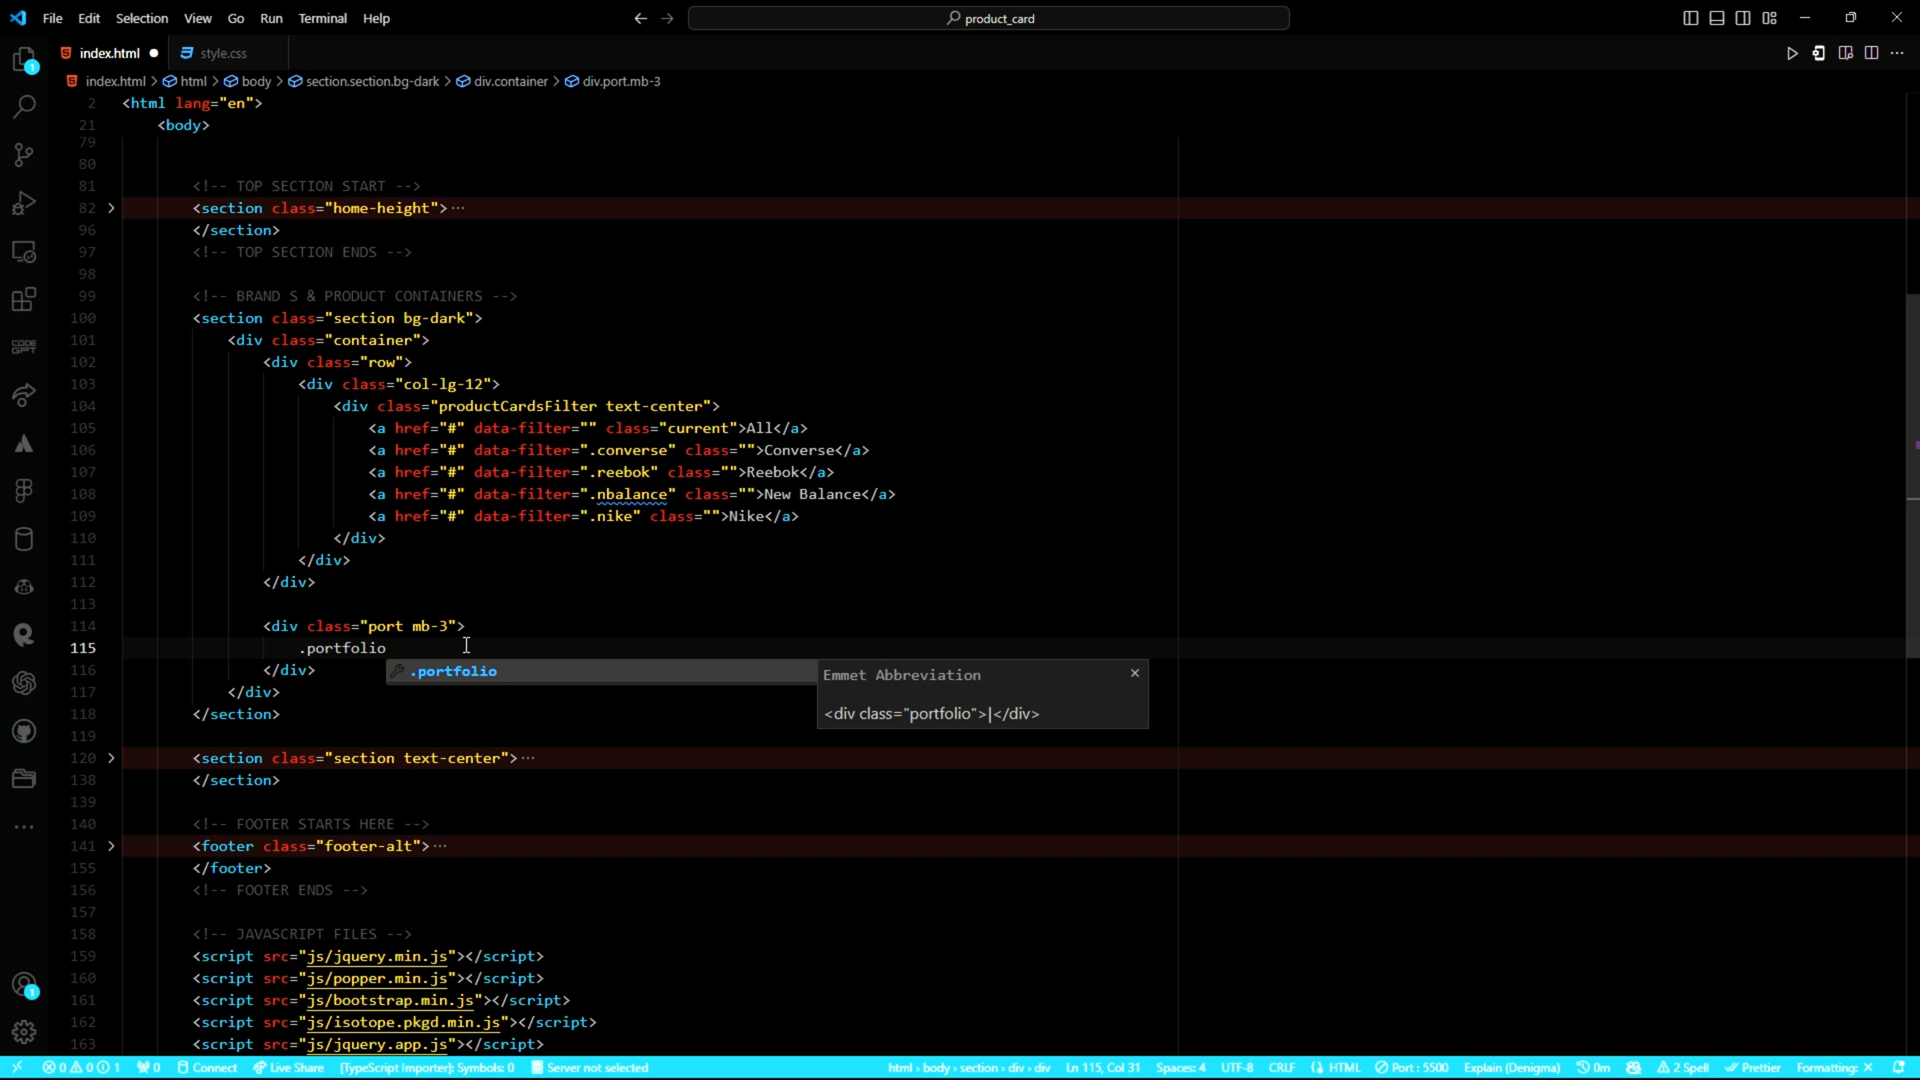 File Edit Selection View Go Run Terminal Help
product_card
index.html
style.css
1
index.html > html > body > section.section.bg-dark > div.container > div.port.mb-3
2 <html lang="en">
21 <body>
79
80
81 <!-- TOP SECTION START -->
82 > <section class="home-height">···
96 </section>
97 <!-- TOP SECTION ENDS -->
98
99 <!-- BRAND S & PRODUCT CONTAINERS -->
100 <section class="section bg-dark">
101 <div class="container">
102 <div class="row">
103 <div class="col-lg-12">
104 <div class="productCardsFilter text-center">
105 <a href="#" data-filter="" class="current">All</a>
106 <a href="#" data-filter=".converse" class="">Converse</a>
107 <a href="#" data-filter=".reebok" class="">Reebok</a>
108 <a href="#" data-filter=".nbalance" class="">New Balance</a>
109 <a href="#" data-filter=".nike" class="">Nike</a>
CODE
GPT
110 </div>
111 </div>
112 </div>
113
114 <div class="port mb-3">
115 .portfolio
.portfolio
Emmet Abbreviation
<div class="portfolio">|</div>
116 </div>
117 </div>
118 </section>
119
120 > <section class="section text-center">···
138 </section>
139
140 <!-- FOOTER STARTS HERE -->
141 > <footer class="footer-alt">···
155 </footer>
156 <!-- FOOTER ENDS -->
157
158 <!-- JAVASCRIPT FILES -->
159 <script src="js/jquery.min.js"></script>
160 <script src="js/popper.min.js"></script>
161 <script src="js/bootstrap.min.js"></script>
162 <script src="js/isotope.pkgd.min.js"></script>
163 <script src="js/jquery.app.js"></script>
1
0 0 1 0 Connect Live Share [TypeScript Importer]: Symbols: 0 Server not selected html > body > section > div > div Ln 115, Col 31 Spaces: 4 UTF-8 CRLF HTML Port : 5500 Explain (Denigma) 0m 2 Spell Prettier Formatting: ×